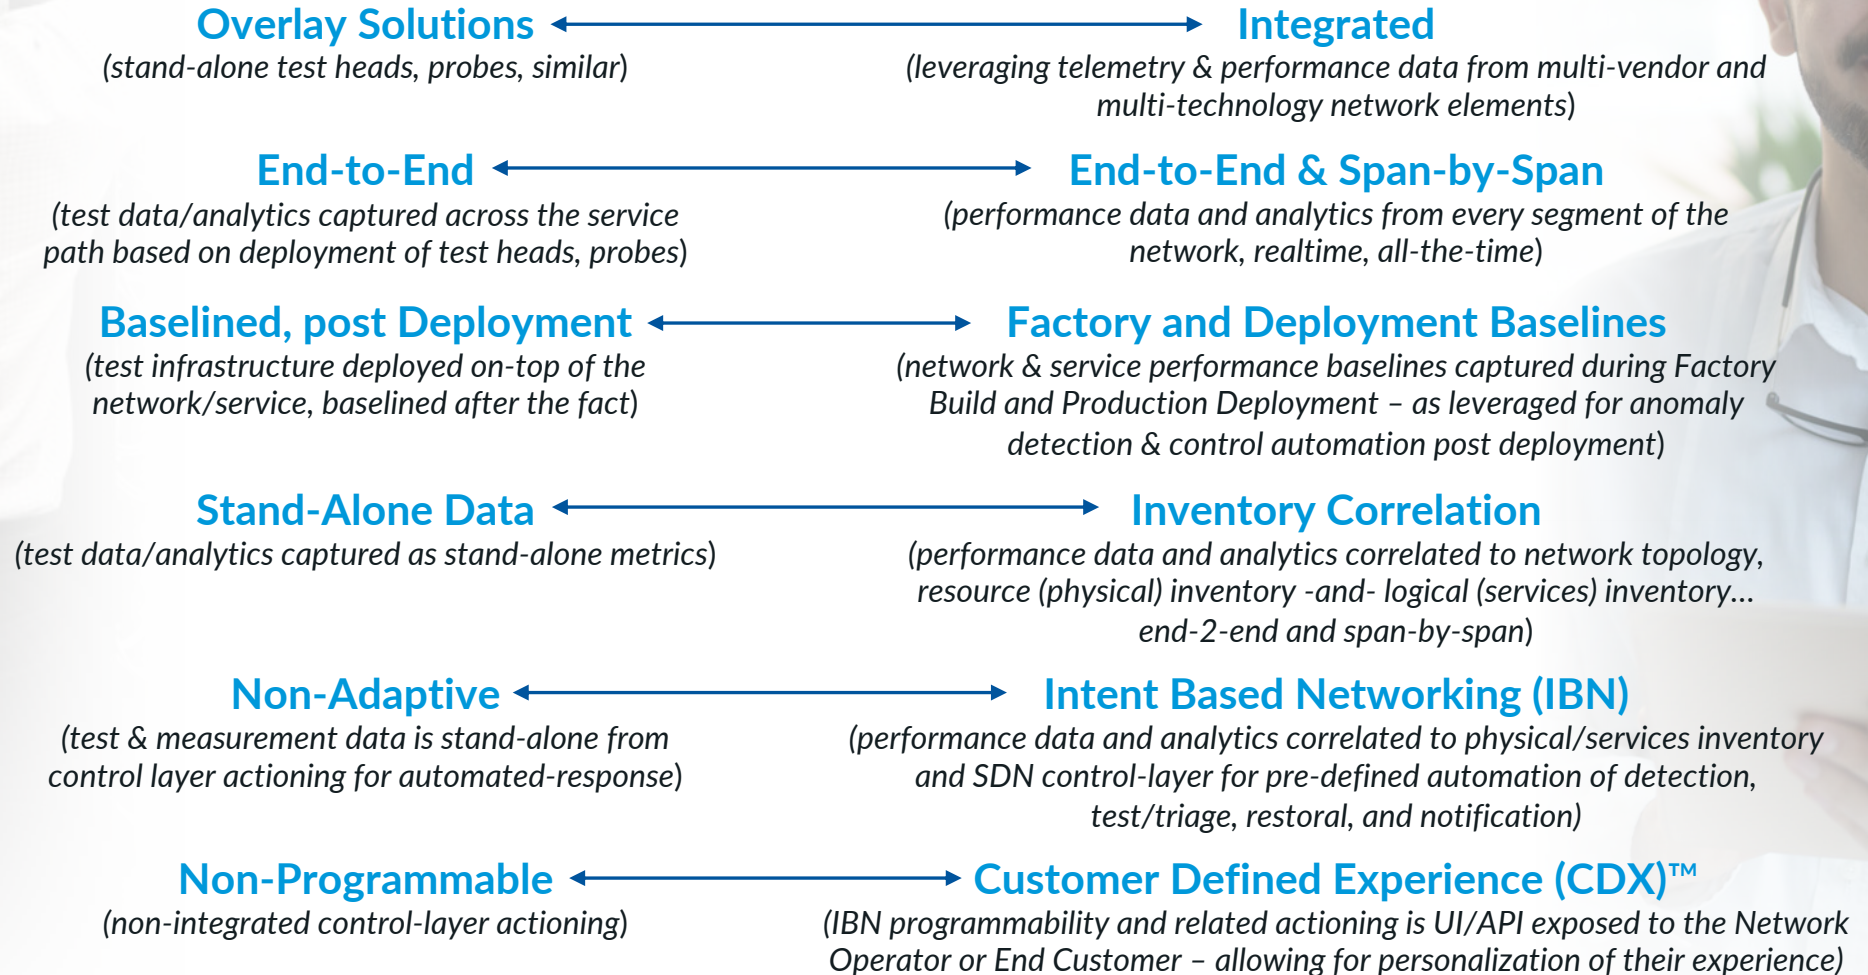 Overlay Solutions
Integrated
(stand-alone test heads, probes, similar)
(leveraging telemetry & performance data from multi-vendor and
multi-technology network elements)
End-to-End
End-to-End & Span-by-Span
(test data/analytics captured across the service
path based on deployment of test heads, probes)
(performance data and analytics from every segment of the
network, realtime, all-the-time)
Baselined, post Deployment
Factory and Deployment Baselines
(test infrastructure deployed on-top of the
network/service, baselined after the fact)
(network & service performance baselines captured during Factory
Build and Production Deployment – as leveraged for anomaly
detection & control automation post deployment)
Stand-Alone Data
Inventory Correlation
(test data/analytics captured as stand-alone metrics)
(performance data and analytics correlated to network topology,
resource (physical) inventory -and- logical (services) inventory...
end-2-end and span-by-span)
Non-Adaptive
Intent Based Networking (IBN)
(test & measurement data is stand-alone from
control layer actioning for automated-response)
(performance data and analytics correlated to physical/services inventory
and SDN control-layer for pre-defined automation of detection,
test/triage, restoral, and notification)
Non-Programmable
Customer Defined Experience (CDX)™
(non-integrated control-layer actioning)
(IBN programmability and related actioning is UI/API exposed to the Network
Operator or End Customer – allowing for personalization of their experience)